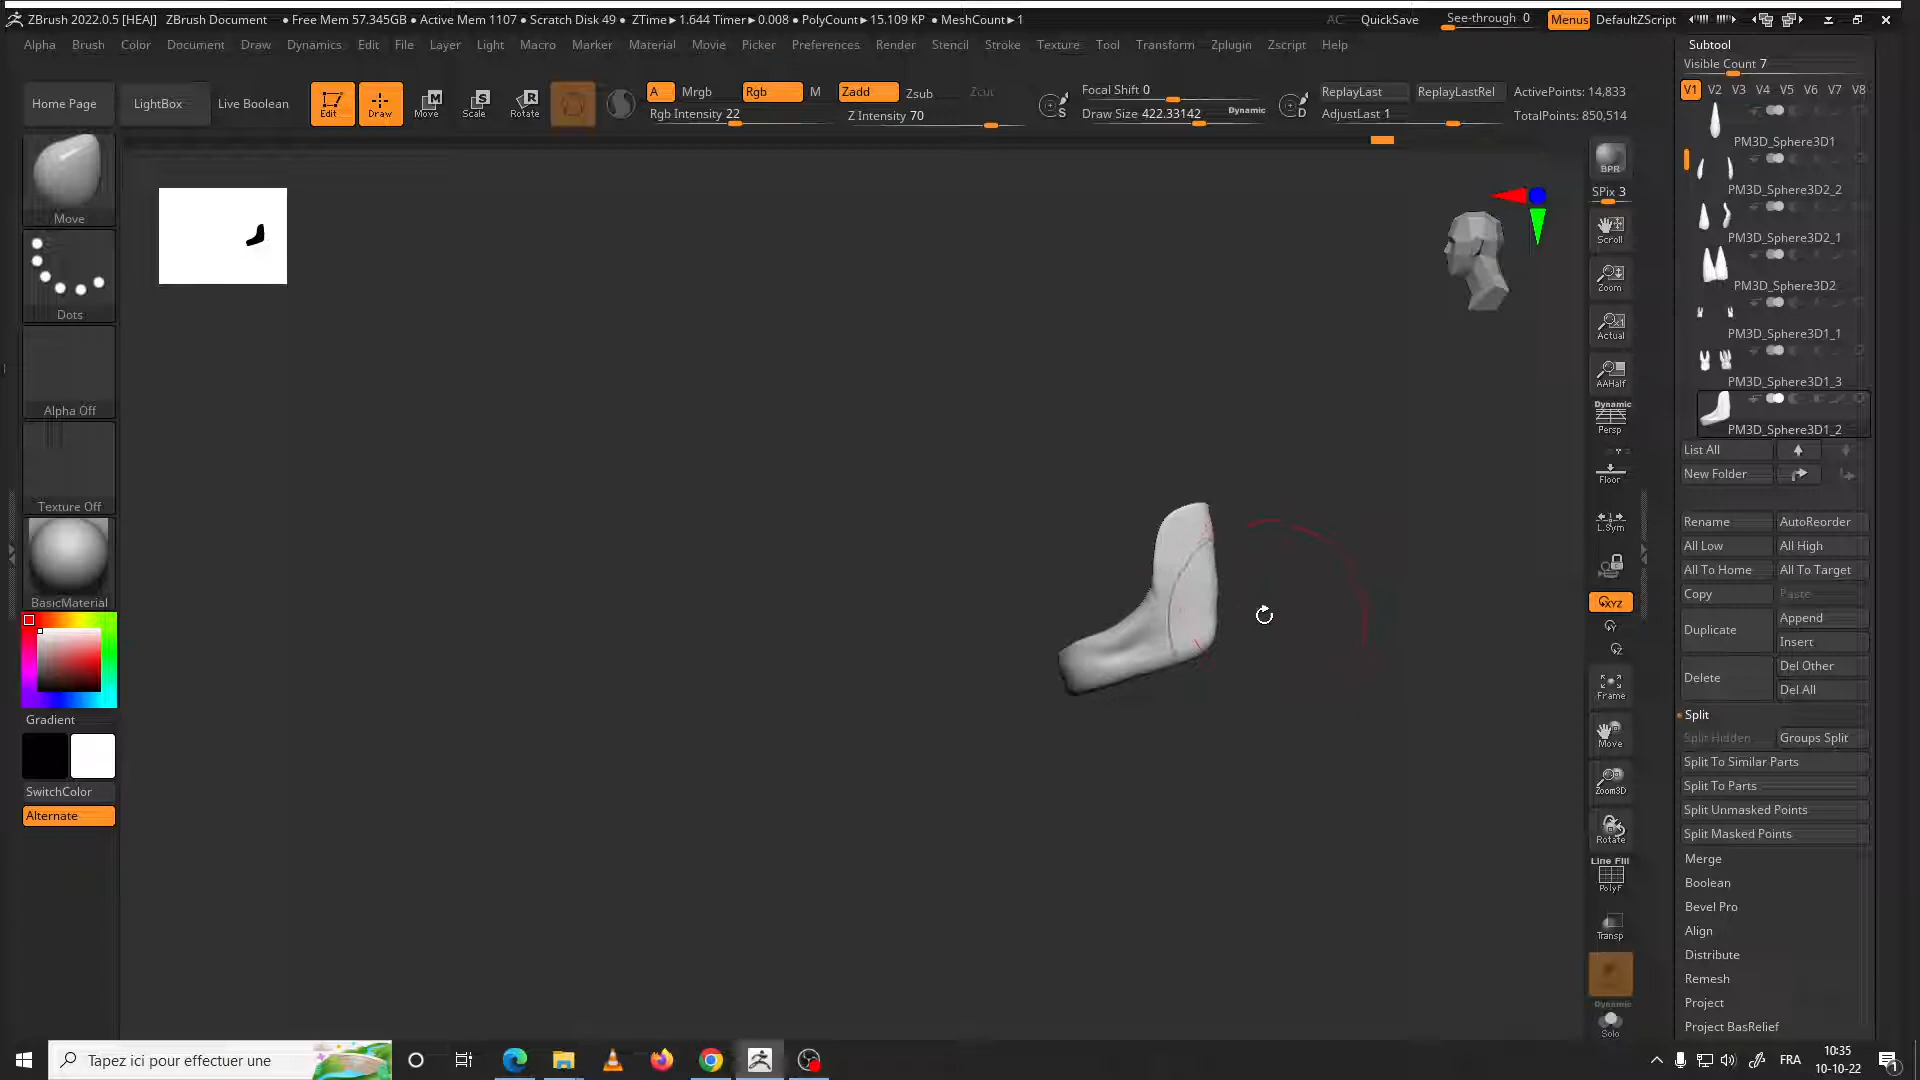 ZBrush 2022.0.5 [HEAJ] ZBrush Document ● Free Mem 57.345GB ● Active Mem 1107 ● Scratch Disk 49 ● ZTime►1.644 Timer►0.008 ● PolyCount►15.109 KP ● MeshCount►1 AC QuickSave See-through 0 Menus DefaultZScript
Alpha Brush Color Document Draw Dynamics Edit File Layer Light Macro Marker Material Movie Picker Preferences Render Stencil Stroke Texture Tool Transform Zplugin Zscript Help
Home Page LightBox Live Boolean Edit Draw Move Scale Rotate
A Mrgb Rgb M Zadd Zsub Zcut
Rgb Intensity 22 Z Intensity 70
Focal Shift 0
Draw Size 422.33142 Dynamic
S D
ReplayLast ReplayLastRel
AdjustLast 1
ActivePoints: 14,833
TotalPoints: 850,514
Move
Dots
Alpha Off
Texture Off
BasicMaterial
Gradient
SwitchColor
Alternate
BPR
SPix 3
Scroll
Zoom
Actual
AAHalf
Dynamic
Persp
Floor
L.Sym
XYZ
Y
Z
Frame
Move
Zoom3D
Rotate
Line Fill
PolyF
Transp
Dynamic
Solo
Subtool
Visible Count 7
V1 V2 V3 V4 V5 V6 V7 V8
PM3D_Sphere3D1
PM3D_Sphere3D2_2
PM3D_Sphere3D2_1
PM3D_Sphere3D2
PM3D_Sphere3D1_1
PM3D_Sphere3D1_3
PM3D_Sphere3D1_2
List All
New Folder
Rename AutoReorder
All Low All High
All To Home All To Target
Copy Paste
Duplicate Append
Insert
Delete Del Other
Del All
Split
Split Hidden Groups Split
Split To Similar Parts
Split To Parts
Split Unmasked Points
Split Masked Points
Merge
Boolean
Bevel Pro
Align
Distribute
Remesh
Project
Project BasRelief
Tapez ici pour effectuer une
FRA
10:35
10-10-22
1